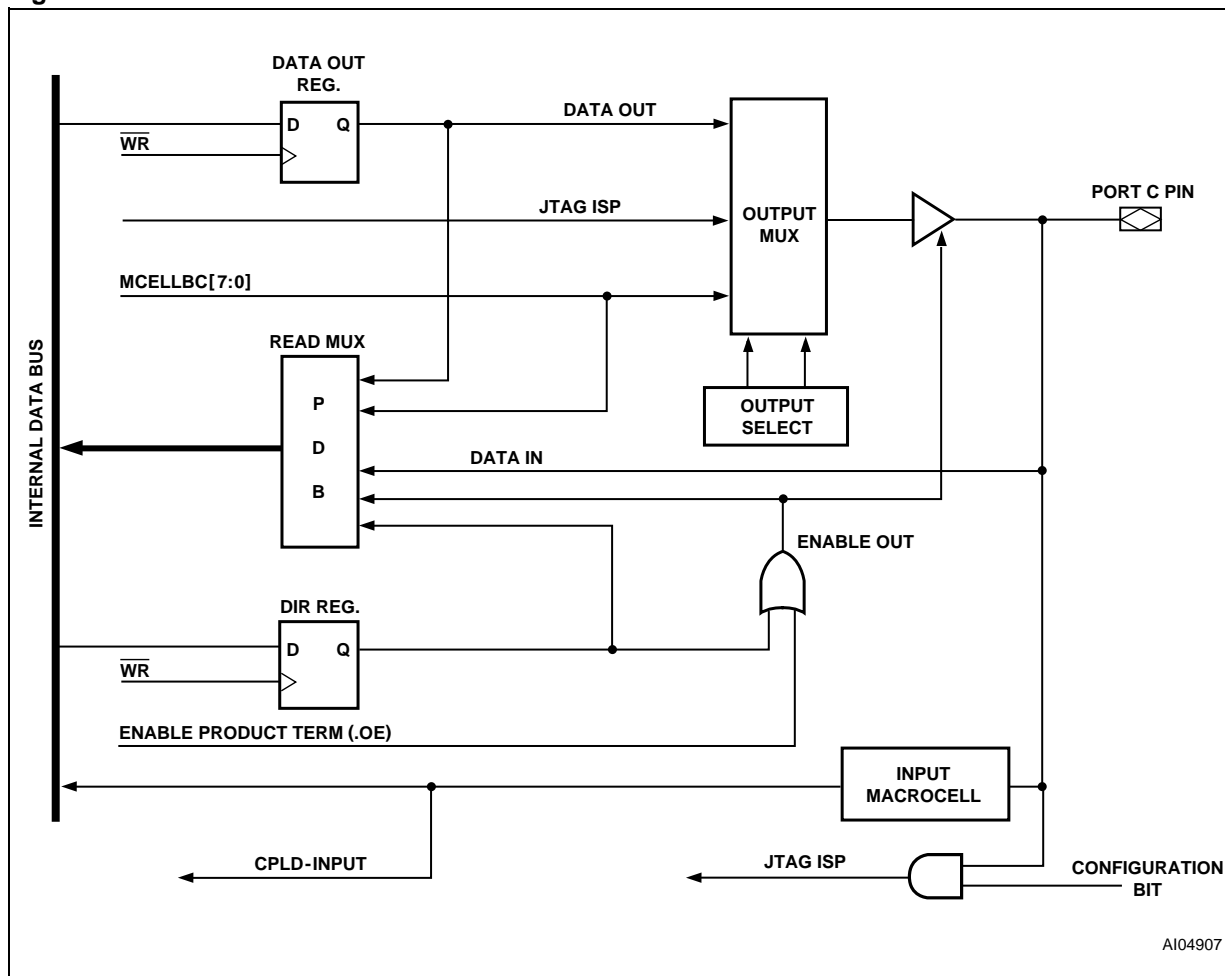 DATA OUT
REG.
D Q
WR
DATA OUT
JTAG ISP
MCELLBC[7:0]
OUTPUT
MUX
PORT C PIN
READ MUX
P
D
B
OUTPUT
SELECT
INTERNAL DATA BUS
DATA IN
ENABLE OUT
DIR REG.
D Q
WR
ENABLE PRODUCT TERM (.OE)
INPUT
MACROCELL
CPLD-INPUT
JTAG ISP
CONFIGURATION
BIT
AI04907